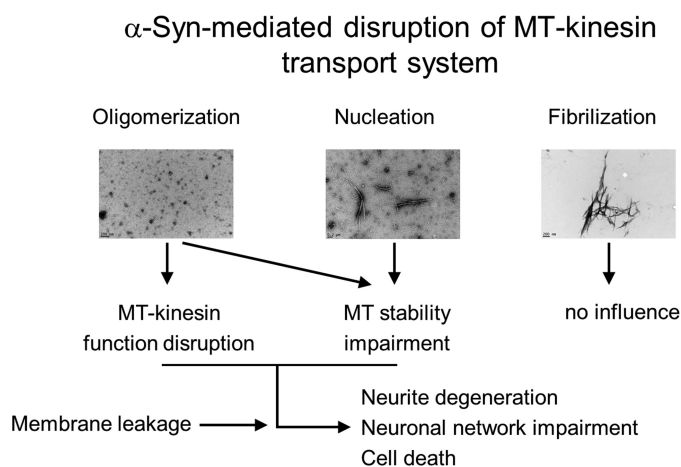 α-Syn-mediated disruption of MT-kinesin
transport system
Oligomerization
Nucleation
Fibrilization
MT-kinesin
function disruption
MT stability
impairment
no influence
Membrane leakage
Neurite degeneration
Neuronal network impairment
Cell death